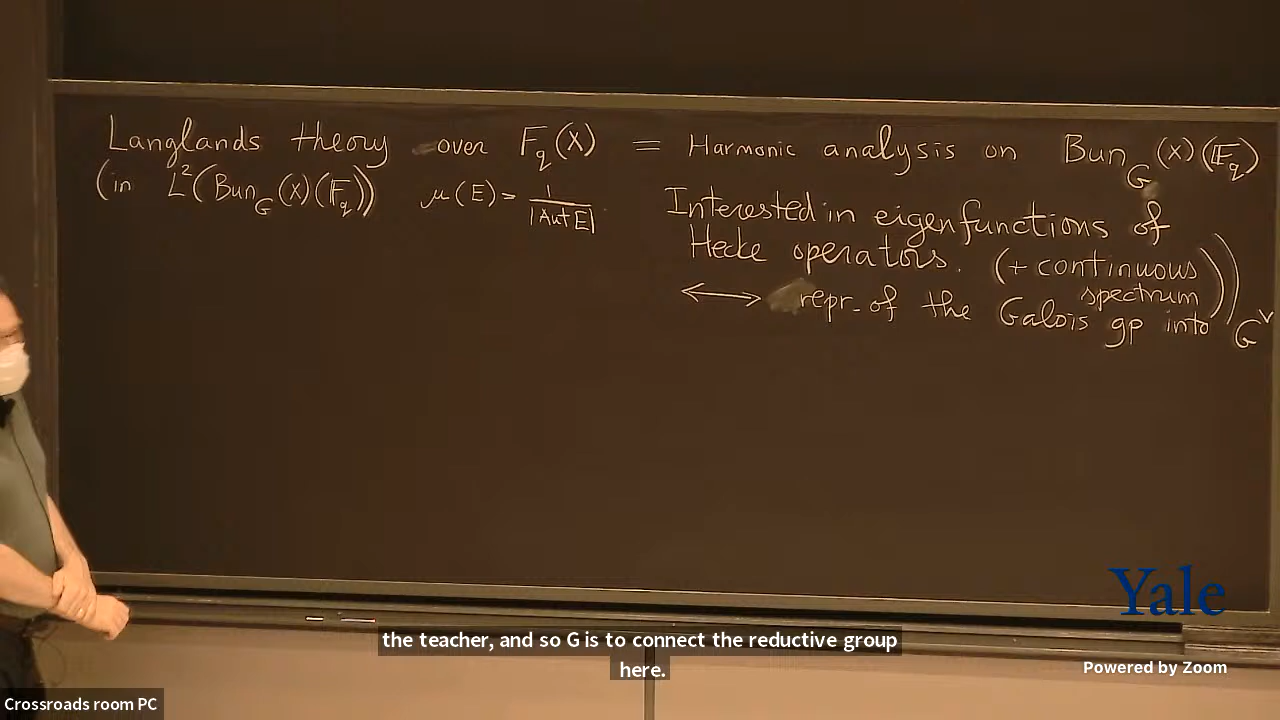 Langlands theory over F_q(X) = Harmonic analysis on Bun_G(X)(F_q)
(in L²(Bun_G(X)(F_q)) μ(E) = 1/|Aut E|
Interested in eigenfunctions of
Hecke operators. (+ continuous
spectrum))
⟷ repr. of the Galois gp into G^∨
Yale
the teacher, and so G is to connect the reductive group
here.
Powered by Zoom
Crossroads room PC